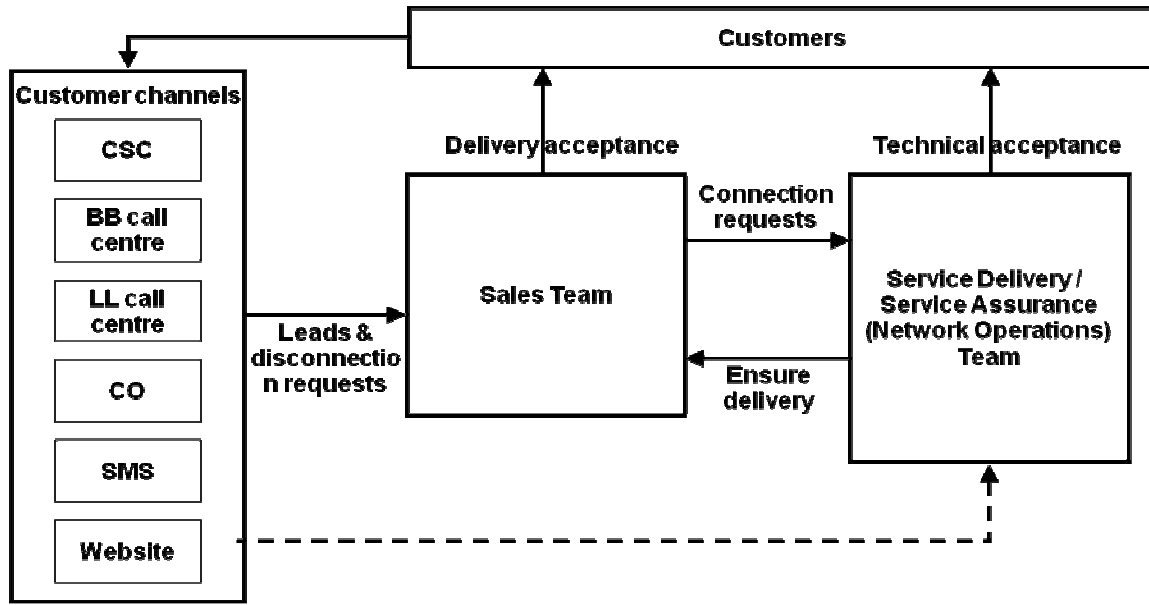 Customers
Customer channels
CSC
BB call
centre
LL call
centre
CO
SMS
Website
Leads &
disconnectio
n requests
Delivery acceptance
Sales Team
Connection
requests
Ensure
delivery
Technical acceptance
Service Delivery /
Service Assurance
(Network Operations)
Team